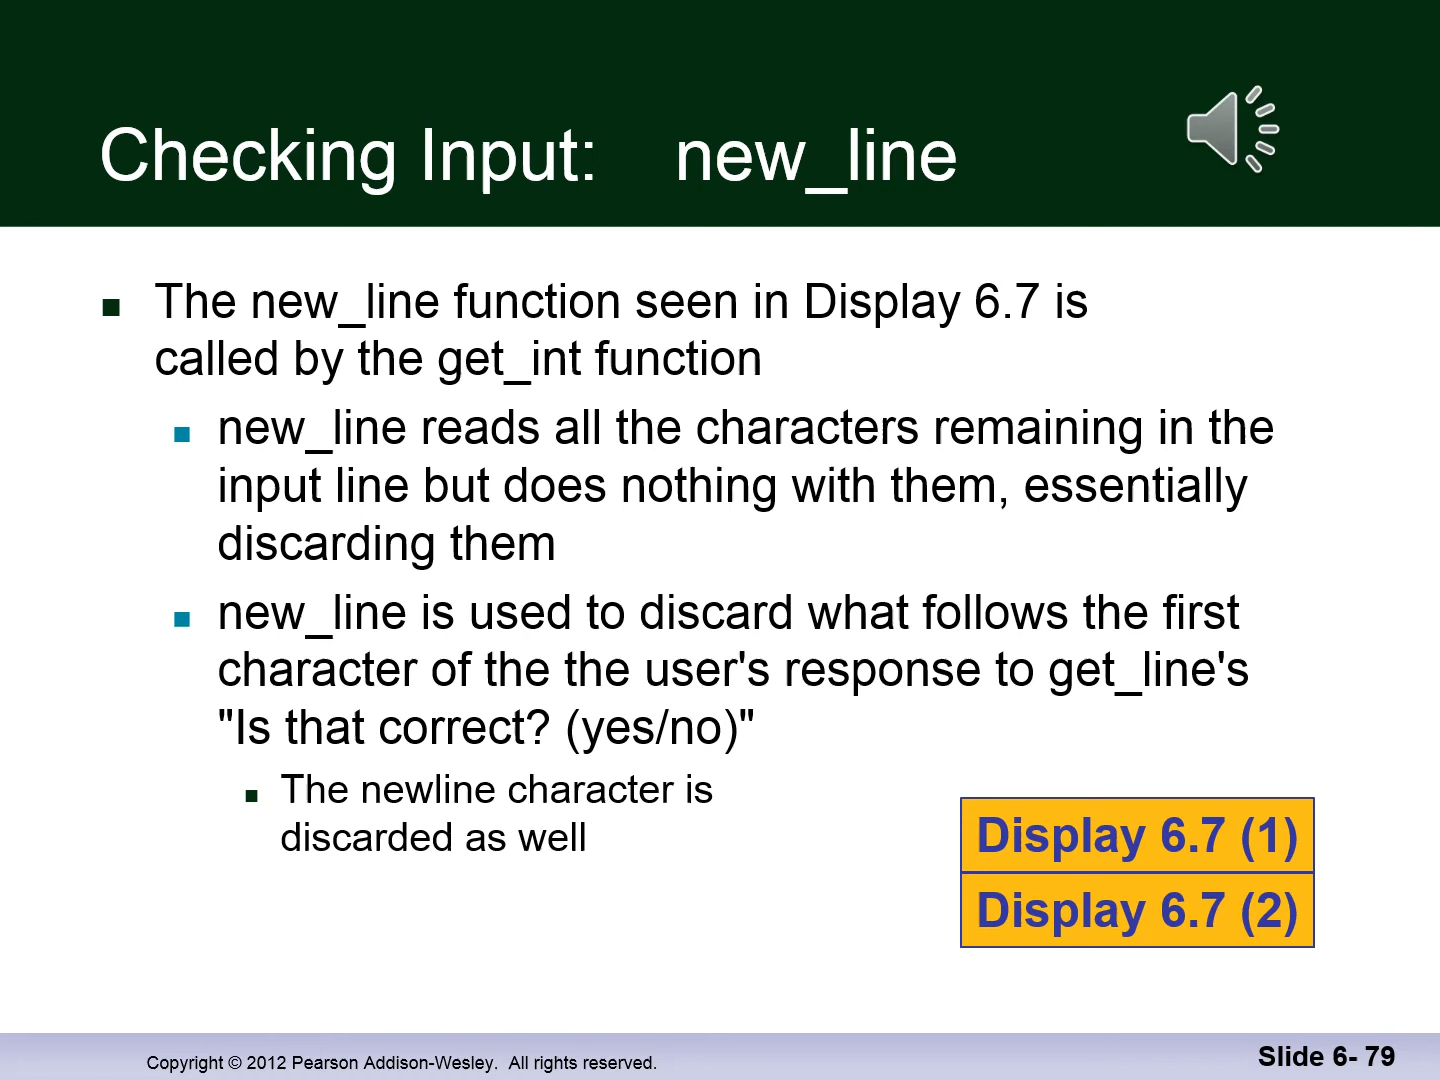 Checking Input: new_line
The new_line function seen in Display 6.7 is
called by the get_int function
new_line reads all the characters remaining in the
input line but does nothing with them, essentially
discarding them
new_line is used to discard what follows the first
character of the the user's response to get_line's
"Is that correct? (yes/no)"
The newline character is
discarded as well
Display 6.7 (1)
Display 6.7 (2)
Copyright © 2012 Pearson Addison-Wesley. All rights reserved.
Slide 6- 79